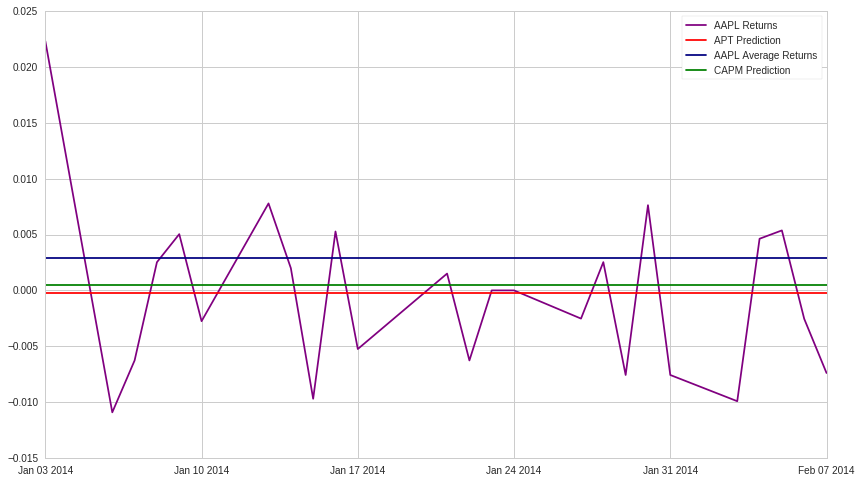 0.025
0.020
0.015
0.010
0.005
0.000
−0.005
−0.010
−0.015
Jan 03 2014
Jan 10 2014
Jan 17 2014
Jan 24 2014
Jan 31 2014
Feb 07 2014
AAPL Returns
APT Prediction
AAPL Average Returns
CAPM Prediction